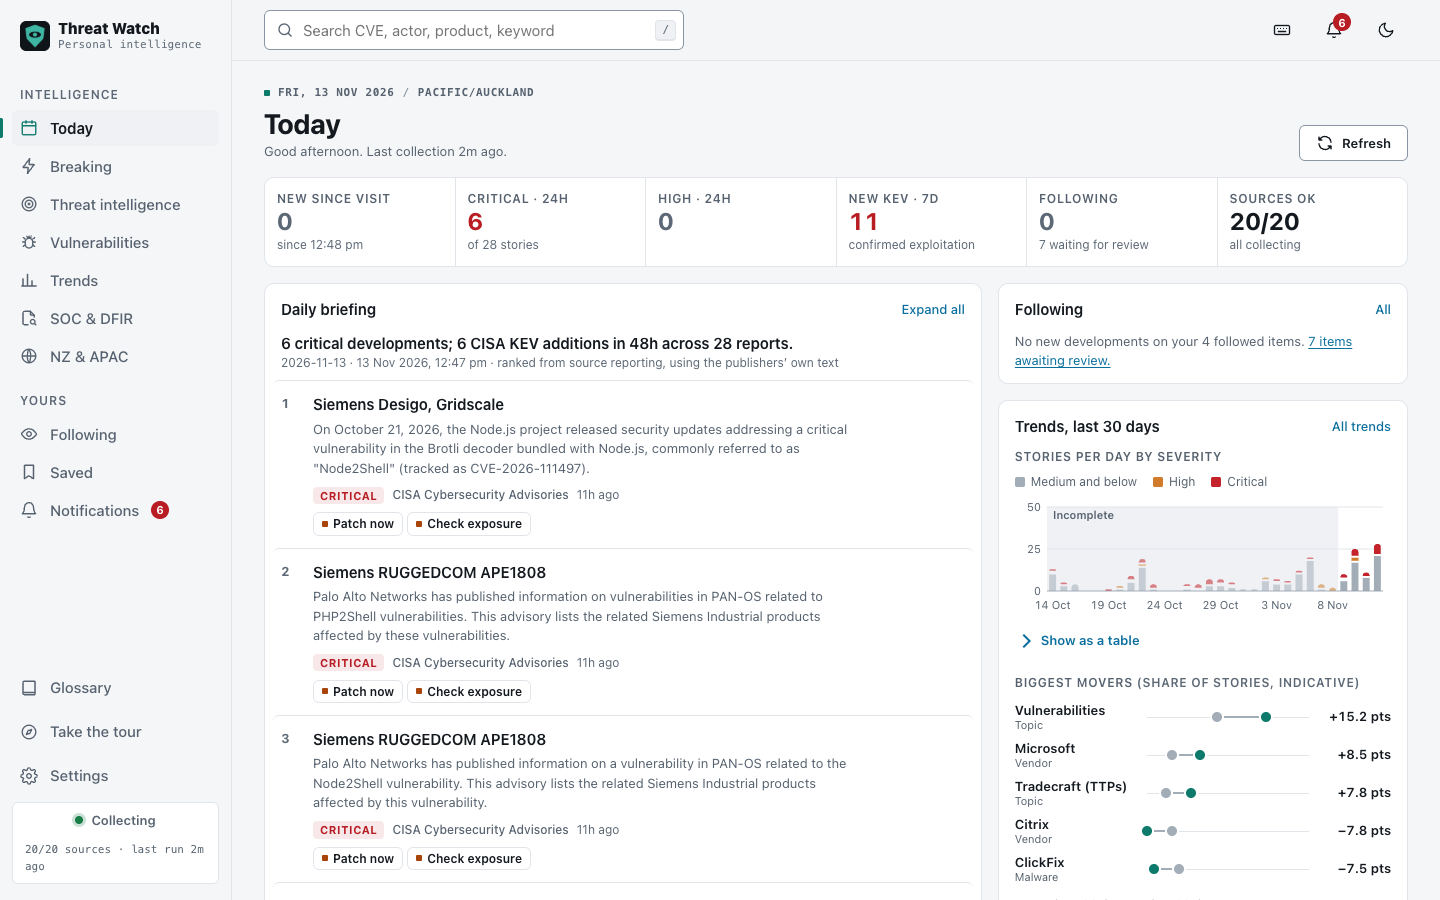 Threat Watch
Personal intelligence
INTELLIGENCE
Today
Breaking
Threat intelligence
Vulnerabilities
Trends
SOC & DFIR
NZ & APAC
YOURS
Following
Saved
Notifications 6
Glossary
Take the tour
Settings
Collecting
20/20 sources · last run 2m
ago
Search CVE, actor, product, keyword /
6
FRI, 13 NOV 2026 / PACIFIC/AUCKLAND
Today
Good afternoon. Last collection 2m ago.
Refresh
NEW SINCE VISIT
0
since 12:48 pm
CRITICAL · 24H
6
of 28 stories
HIGH · 24H
0
NEW KEV · 7D
11
confirmed exploitation
FOLLOWING
0
7 waiting for review
SOURCES OK
20/20
all collecting
Daily briefing
Expand all
6 critical developments; 6 CISA KEV additions in 48h across 28 reports.
2026-11-13 · 13 Nov 2026, 12:47 pm · ranked from source reporting, using the publishers’ own text
1 Siemens Desigo, Gridscale
On October 21, 2026, the Node.js project released security updates addressing a critical
vulnerability in the Brotli decoder bundled with Node.js, commonly referred to as
"Node2Shell" (tracked as CVE-2026-111497).
CRITICAL CISA Cybersecurity Advisories 11h ago
Patch now Check exposure
2 Siemens RUGGEDCOM APE1808
Palo Alto Networks has published information on vulnerabilities in PAN-OS related to
PHP2Shell vulnerabilities. This advisory lists the related Siemens Industrial products
affected by these vulnerabilities.
CRITICAL CISA Cybersecurity Advisories 11h ago
Patch now Check exposure
3 Siemens RUGGEDCOM APE1808
Palo Alto Networks has published information on a vulnerability in PAN-OS related to the
Node2Shell vulnerability. This advisory lists the related Siemens Industrial products
affected by this vulnerability.
CRITICAL CISA Cybersecurity Advisories 11h ago
Patch now Check exposure
Following
All
No new developments on your 4 followed items. 7 items
awaiting review.
Trends, last 30 days
All trends
STORIES PER DAY BY SEVERITY
Medium and below High Critical
50
Incomplete
25
0
14 Oct 19 Oct 24 Oct 29 Oct 3 Nov 8 Nov
Show as a table
BIGGEST MOVERS (SHARE OF STORIES, INDICATIVE)
Vulnerabilities
Topic
+15.2 pts
Microsoft
Vendor
+8.5 pts
Tradecraft (TTPs)
Topic
+7.8 pts
Citrix
Vendor
−7.8 pts
ClickFix
Malware
−7.5 pts